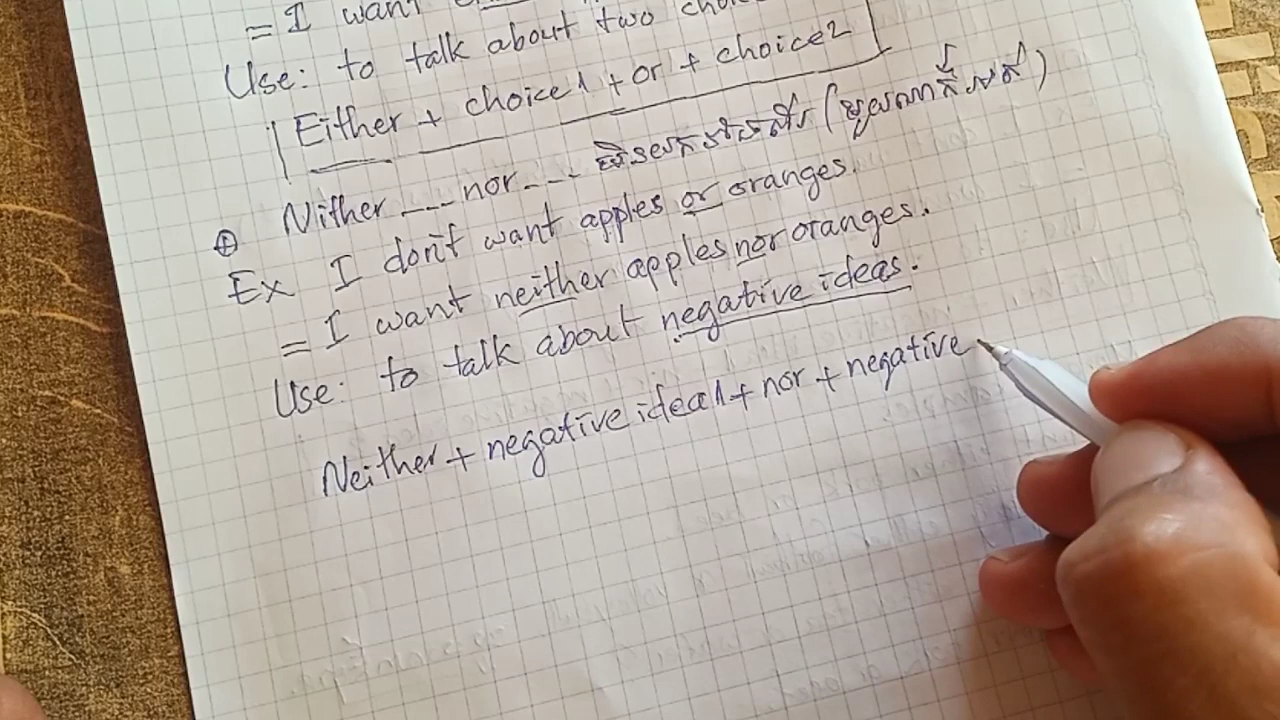 = I want
Use: to talk about two
Either + choice1 + or + choice2
⊕ Nither --- nor ---
Ex I don't want apples or oranges.
= I want neither apples nor oranges.
Use: to talk about negative ideas.
Neither + negative idea1 + nor + negative